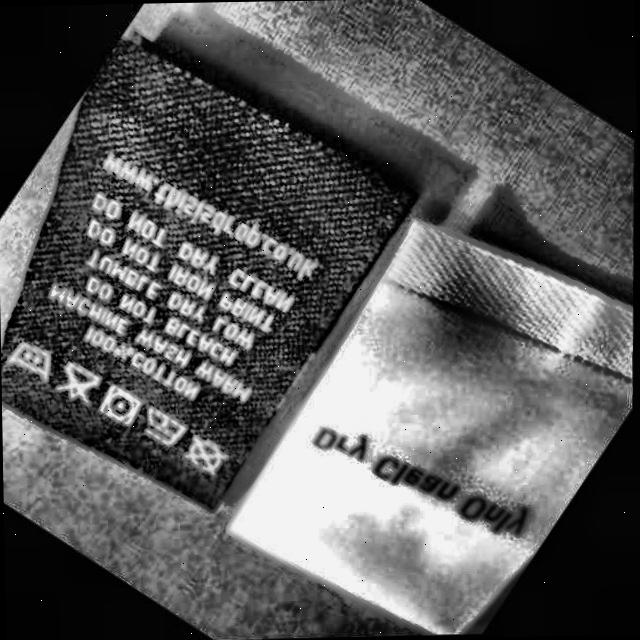 100% COTTON
MACHINE WASH WARM
DO NOT BLEACH
TUMBLE DRY LOW
DO NOT IRON PRINT
DO NOT DRY CLEAN
Dry Clean Only